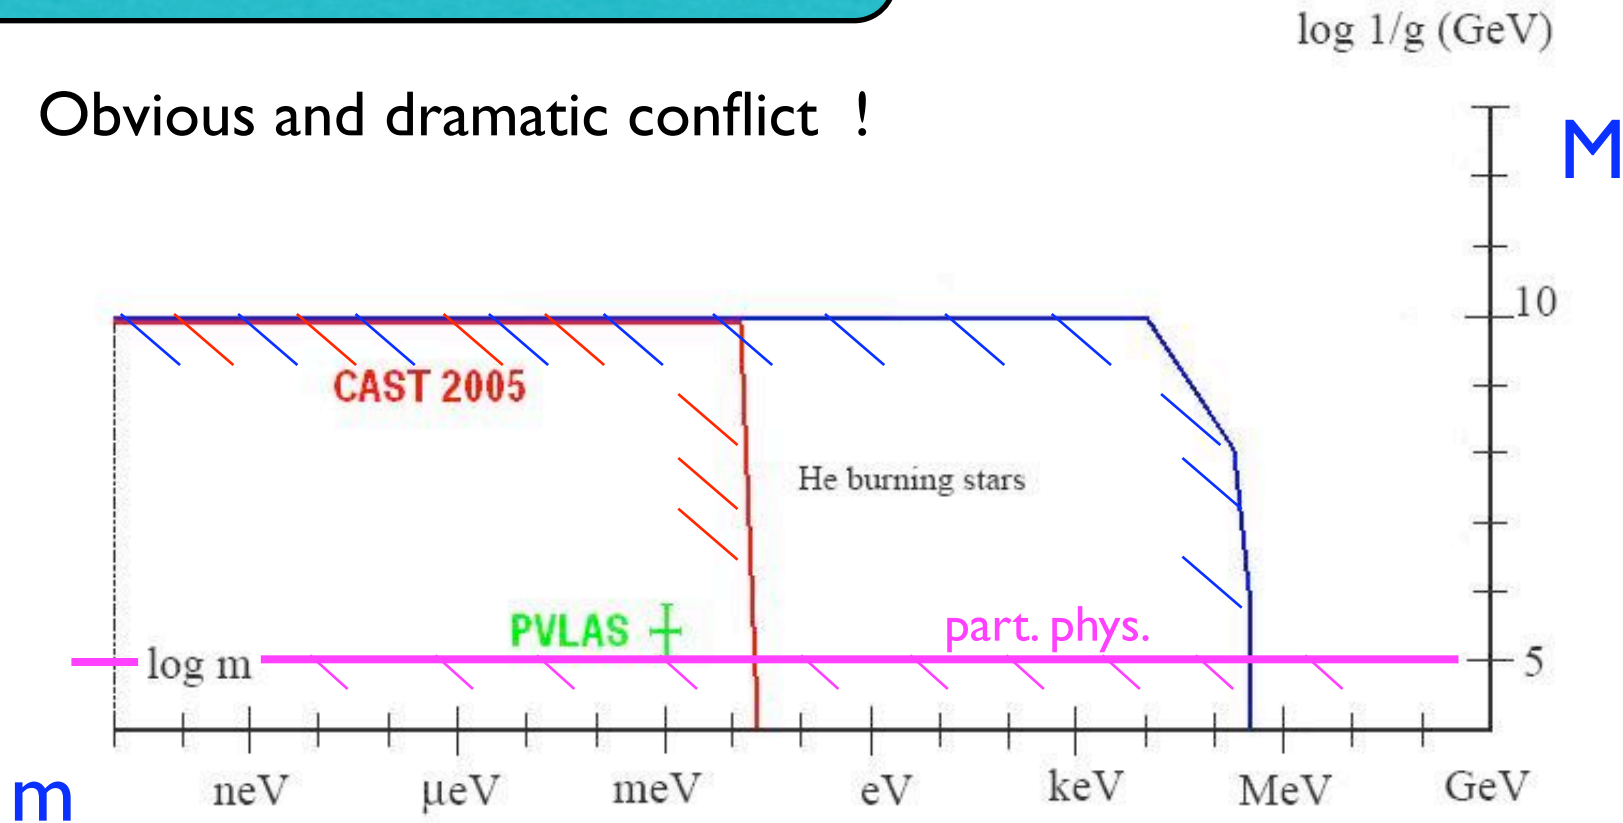 log 1/g (GeV)
Obvious and dramatic conflict !
M
10
CAST 2005
He burning stars
PVLAS
part. phys.
log m
5
m
neV
μeV
meV
eV
keV
MeV
GeV